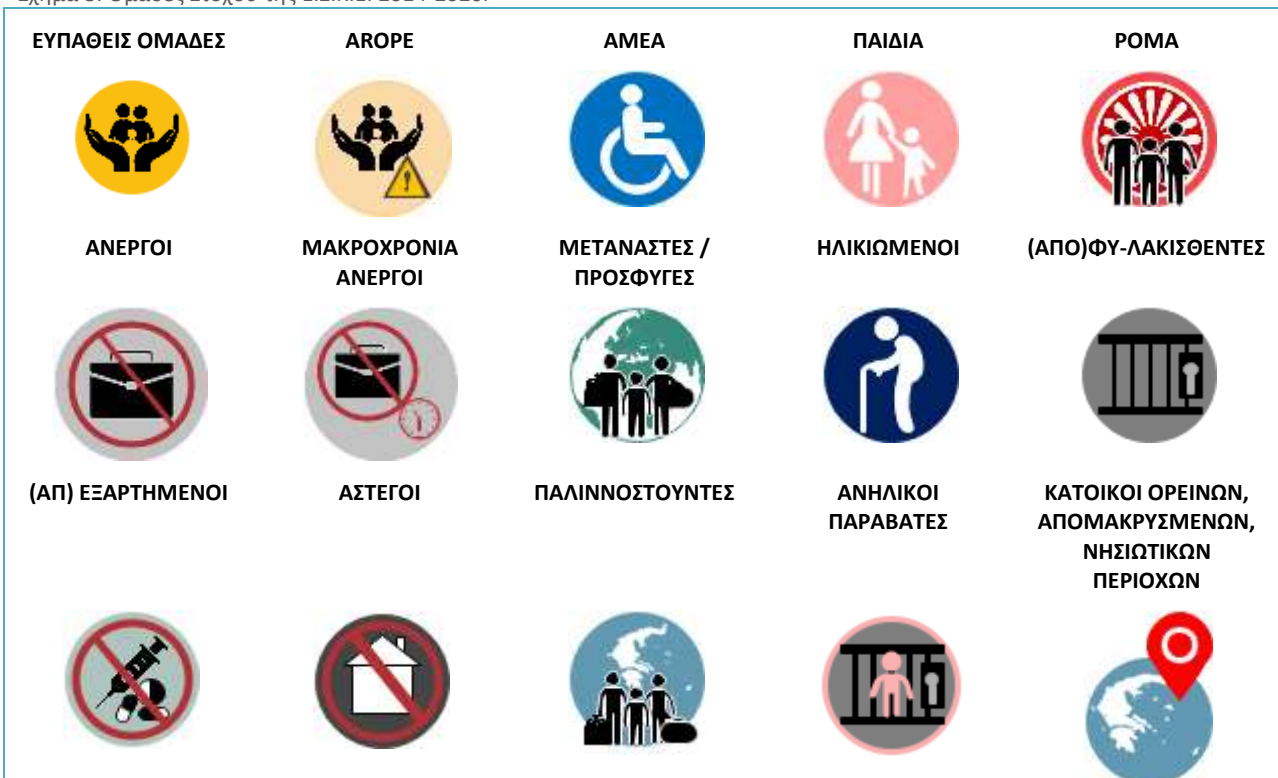 ΕΥΠΑΘΕΙΣ ΟΜΑΔΕΣ
AROPE
ΑΜΕΑ
ΠΑΙΔΙΑ
ΡΟΜΑ
ΑΝΕΡΓΟΙ
ΜΑΚΡΟΧΡΟΝΙΑ
ΑΝΕΡΓΟΙ
ΜΕΤΑΝΑΣΤΕΣ /
ΠΡΟΣΦΥΓΕΣ
ΗΛΙΚΙΩΜΕΝΟΙ
(ΑΠΟ)ΦΥ-ΛΑΚΙΣΘΕΝΤΕΣ
(ΑΠ) ΕΞΑΡΤΗΜΕΝΟΙ
ΑΣΤΕΓΟΙ
ΠΑΛΙΝΝΟΣΤΟΥΝΤΕΣ
ΑΝΗΛΙΚΟΙ
ΠΑΡΑΒΑΤΕΣ
ΚΑΤΟΙΚΟΙ ΟΡΕΙΝΩΝ,
ΑΠΟΜΑΚΡΥΣΜΕΝΩΝ,
ΝΗΣΙΩΤΙΚΩΝ
ΠΕΡΙΟΧΩΝ